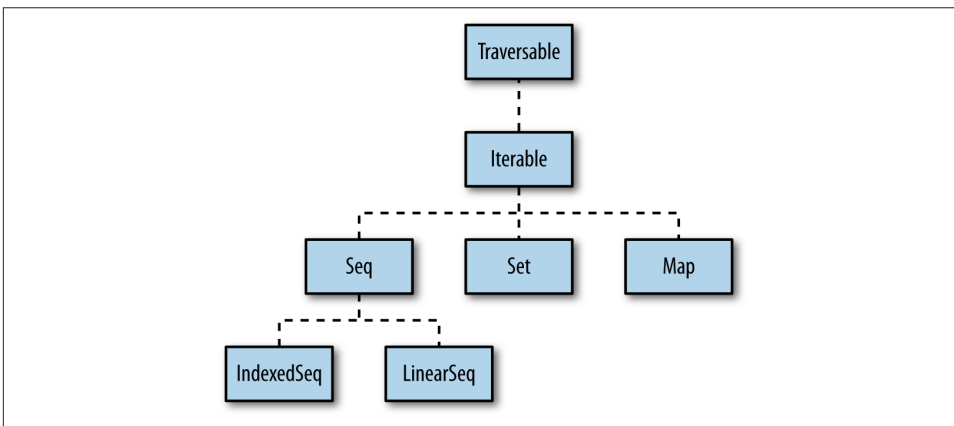 Traversable
Iterable
Seq
Set
Map
IndexedSeq
LinearSeq